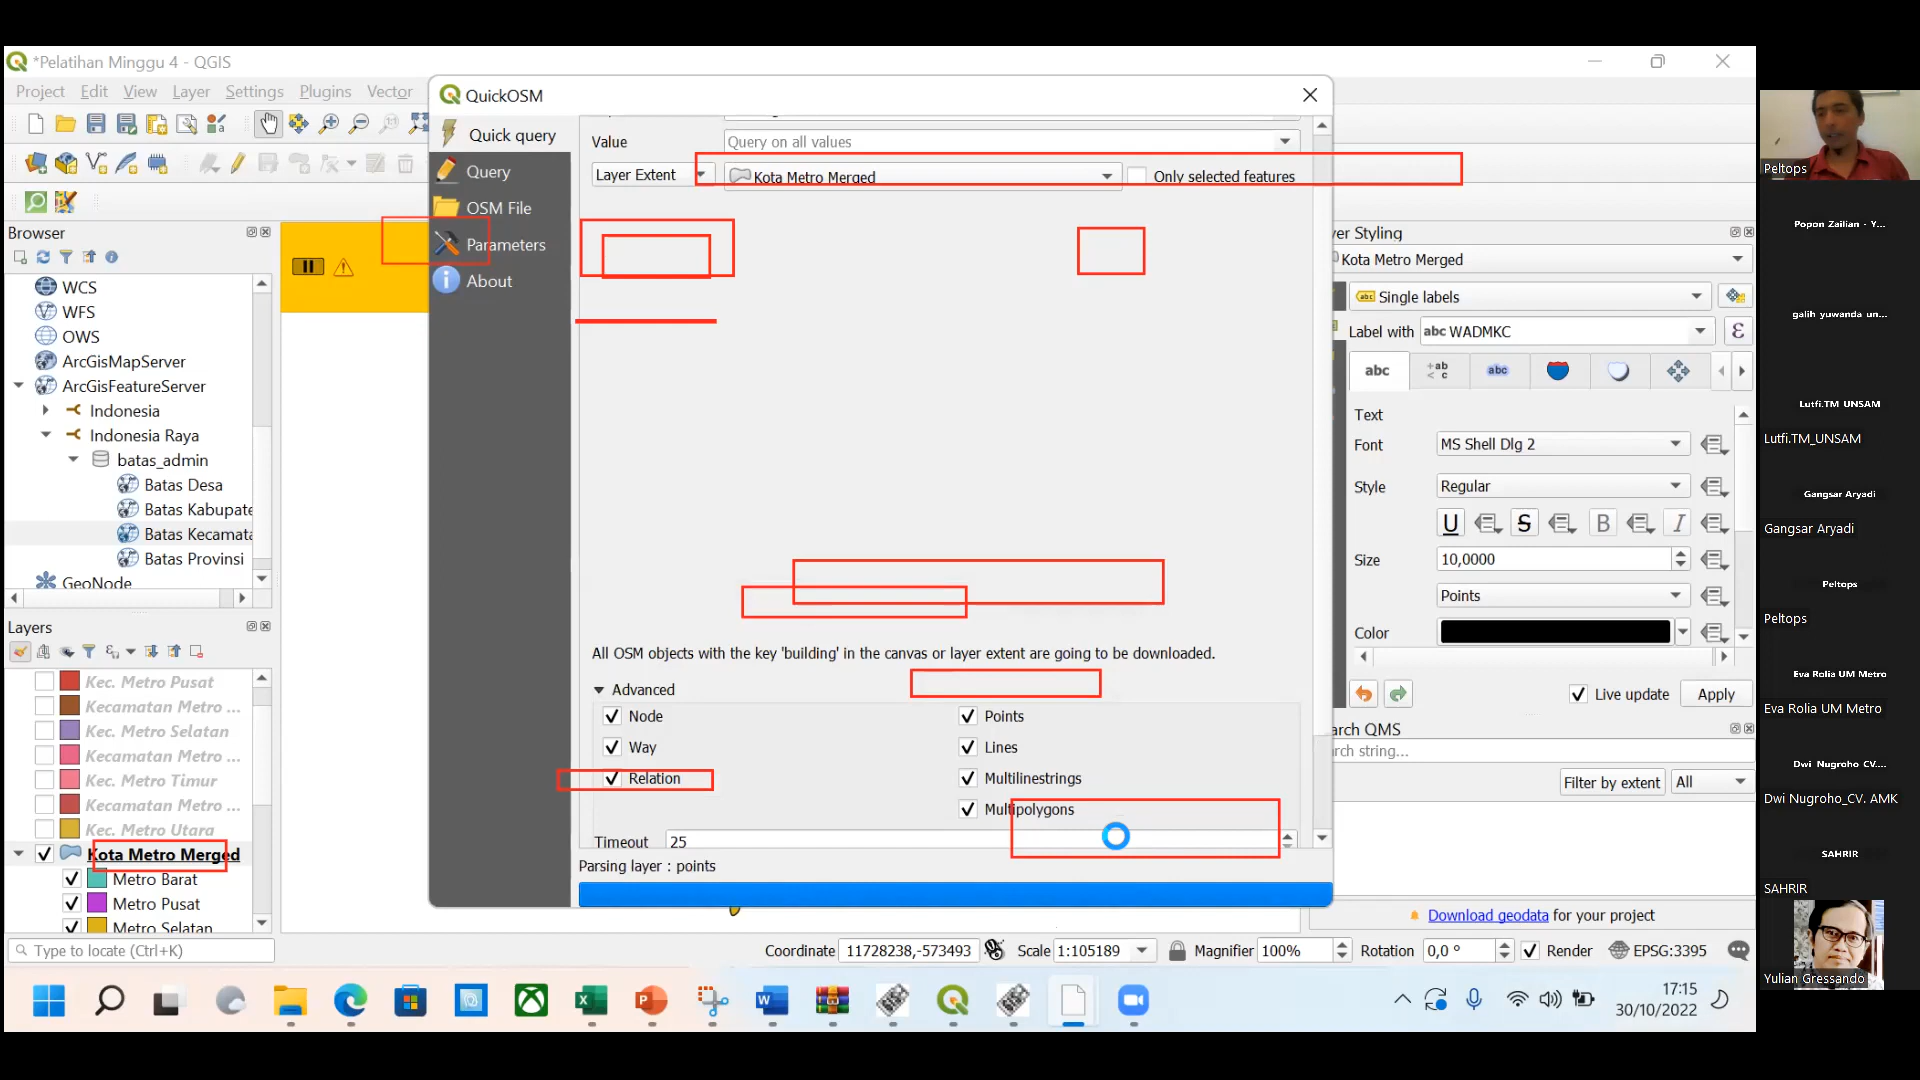 *Pelatihan Minggu 4 - QGIS
Project Edit View Layer Settings Plugins Vector
QuickOSM
Quick query
Query
OSM File
Parameters
About
Value
Query on all values
Layer Extent
Kota Metro Merged
Only selected features
All OSM objects with the key 'building' in the canvas or layer extent are going to be downloaded.
Advanced
Node
Points
Way
Lines
Relation
Multilinestrings
Multipolygons
Timeout
25
Parsing layer : points
Browser
WCS
WFS
OWS
ArcGisMapServer
ArcGisFeatureServer
Indonesia
Indonesia Raya
batas_admin
Batas Desa
Batas Kabupate
Batas Kecamata
Batas Provinsi
GeoNode
Layers
Kec. Metro Pusat
Kecamatan Metro ...
Kec. Metro Selatan
Kecamatan Metro ...
Kec. Metro Timur
Kecamatan Metro ...
Kec. Metro Utara
Kota Metro Merged
Metro Barat
Metro Pusat
Metro Selatan
Type to locate (Ctrl+K)
er Styling
Kota Metro Merged
abc Single labels
Label with abc WADMKC ε
abc +ab < c abc
Text
Font MS Shell Dlg 2
Style Regular
U S B I
Size 10,0000
Points
Color
Live update Apply
arch QMS
rch string...
Filter by extent All
Download geodata for your project
Coordinate 11728238,-573493 Scale 1:105189 Magnifier 100% Rotation 0,0 ° Render EPSG:3395
17:15
30/10/2022
Peltops
Popon Zailian - Y...
galih yuwanda un...
Lutfi.TM UNSAM
Lutfi.TM_UNSAM
Gangsar Aryadi
Gangsar Aryadi
Peltops
Peltops
Eva Rolia UM Metro
Eva Rolia UM Metro
Dwi Nugroho CV....
Dwi Nugroho_CV. AMK
SAHRIR
SAHRIR
Yulian Gressando